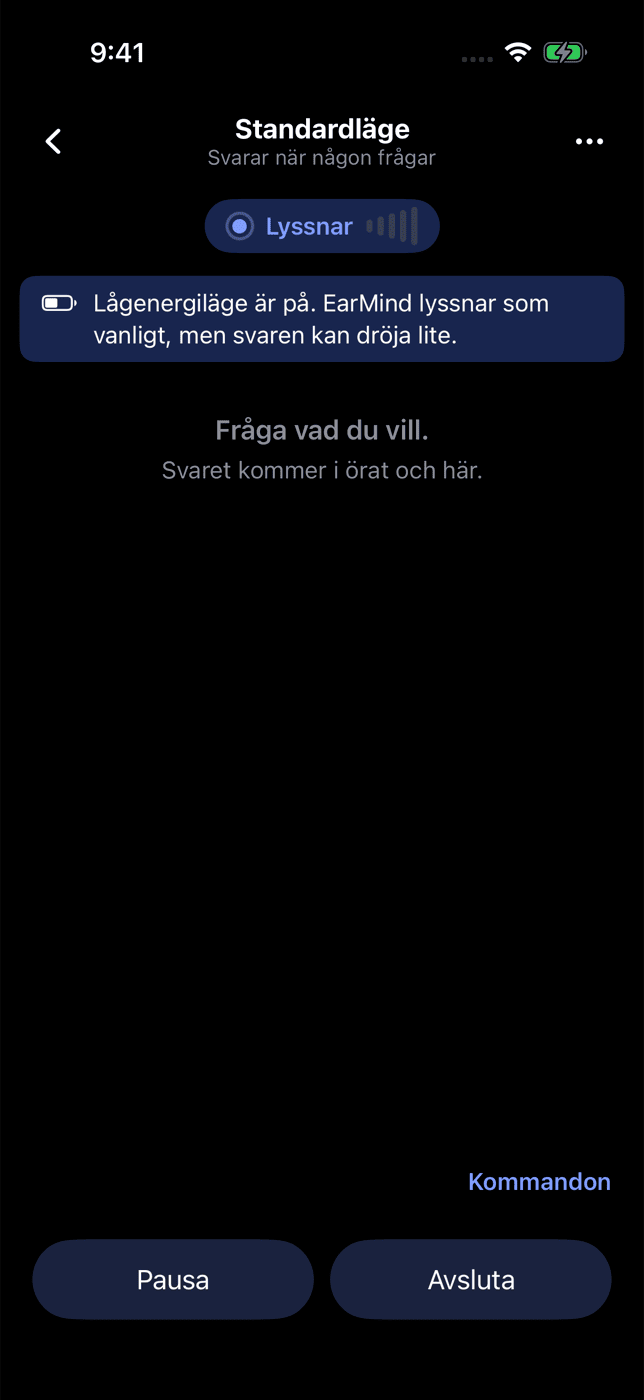 9:41
Standardläge
Svarar när någon frågar
Lyssnar
Lågenergiläge är på. EarMind lyssnar som
vanligt, men svaren kan dröja lite.
Fråga vad du vill.
Svaret kommer i örat och här.
Kommandon
Pausa
Avsluta